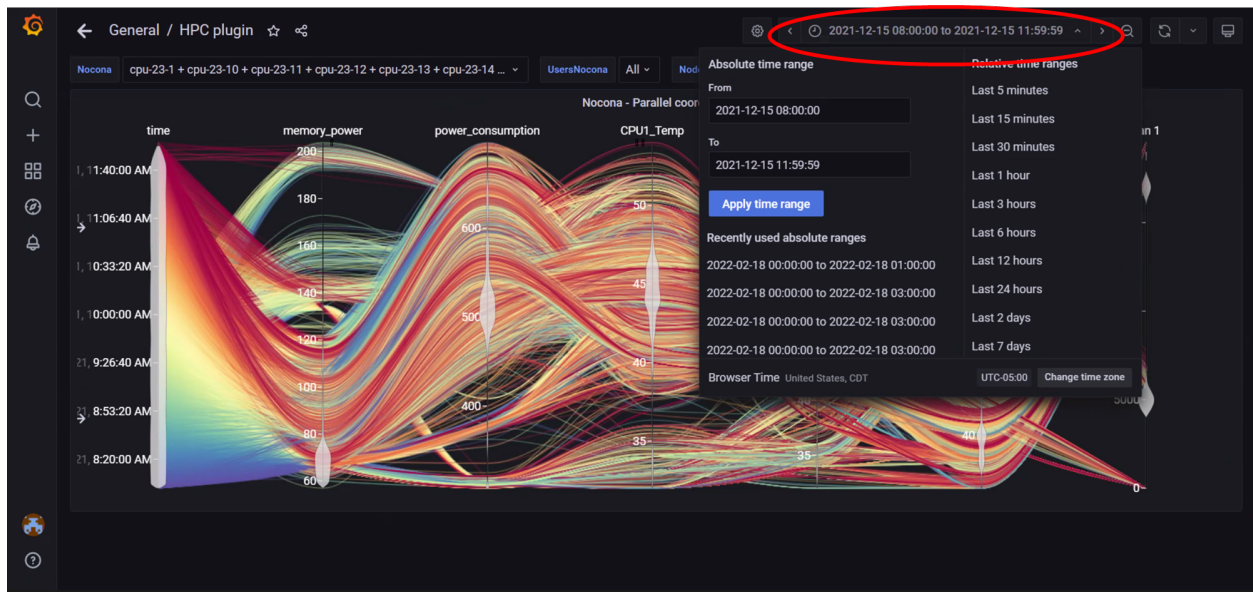 General / HPC plugin
2021-12-15 08:00:00 to 2021-12-15 11:59:59
Nocona cpu-23-1 + cpu-23-10 + cpu-23-11 + cpu-23-12 + cpu-23-13 + cpu-23-14 ... UsersNocona All
Nocona - Parallel
time memory_power power_consumption CPU1_Temp
200
180
160
140
120
100
80
60
600
500
400
50
45
40
35
11:40:00 AM
11:06:40 AM
10:33:20 AM
10:00:00 AM
21, 9:26:40 AM
21, 8:53:20 AM
21, 8:20:00 AM
40
35
40
5000
0
Absolute time range
From
2021-12-15 08:00:00
To
2021-12-15 11:59:59
Apply time range
Recently used absolute ranges
2022-02-18 00:00:00 to 2022-02-18 01:00:00
2022-02-18 00:00:00 to 2022-02-18 03:00:00
2022-02-18 00:00:00 to 2022-02-18 03:00:00
2022-02-18 00:00:00 to 2022-02-18 03:00:00
Relative time ranges
Last 5 minutes
Last 15 minutes
Last 30 minutes
Last 1 hour
Last 3 hours
Last 6 hours
Last 12 hours
Last 24 hours
Last 2 days
Last 7 days
Browser Time United States, CDT UTC-05:00 Change time zone